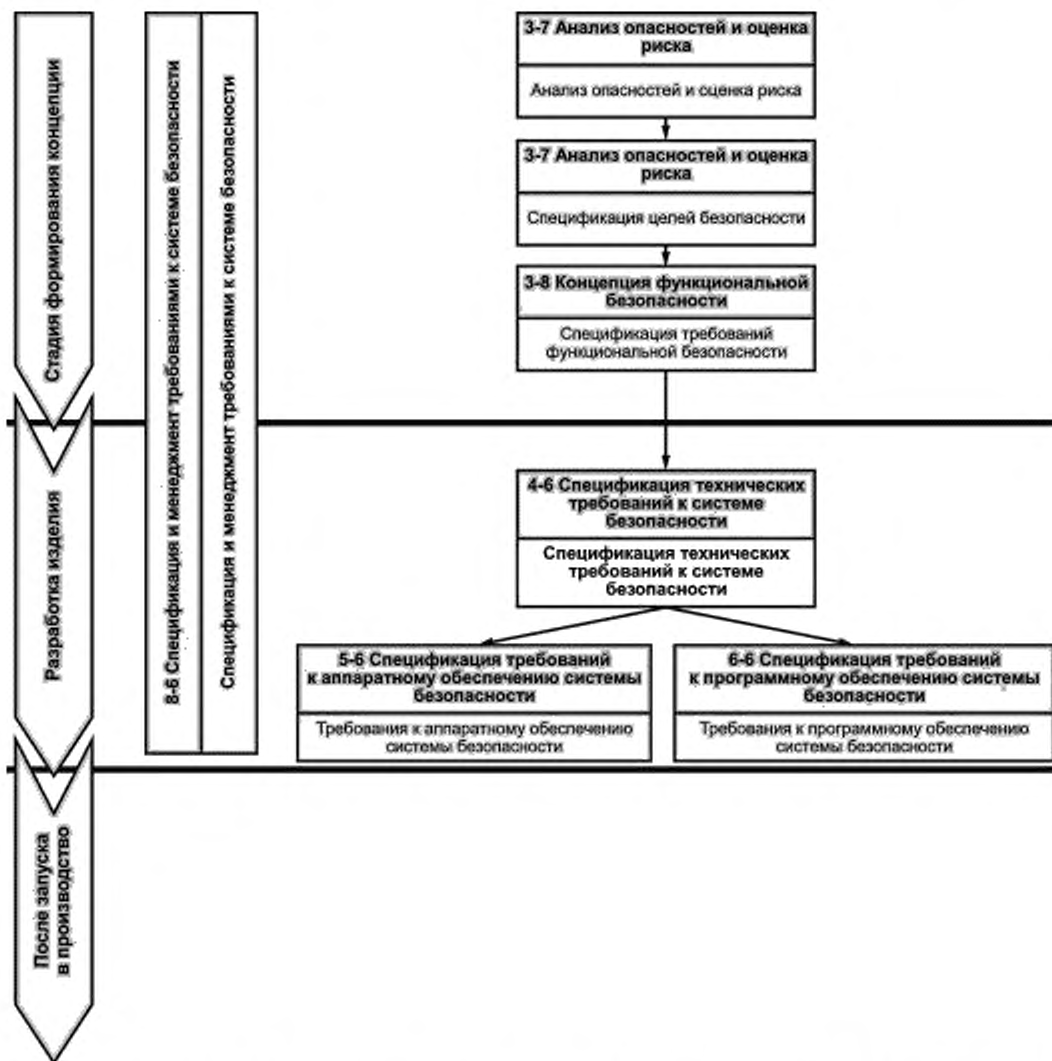 Стадия формирования концепции
Разработка изделия
После запуска
в производство
8-6 Спецификация и менеджмент требованиями к системе безопасности
Спецификация и менеджмент требованиями к системе безопасности
3-7 Анализ опасностей и оценка
риска
Анализ опасностей и оценка риска
3-7 Анализ опасностей и оценка
риска
Спецификация целей безопасности
3-8 Концепция функциональной
безопасности
Спецификация требований
функциональной безопасности
4-6 Спецификация технических
требований к системе
безопасности
Спецификация технических
требований к системе
безопасности
5-6 Спецификация требований
к аппаратному обеспечению системы
безопасности
Требования к аппаратному обеспечению
системы безопасности
6-6 Спецификация требований
к программному обеспечению системы
безопасности
Требования к программному обеспечению
системы безопасности